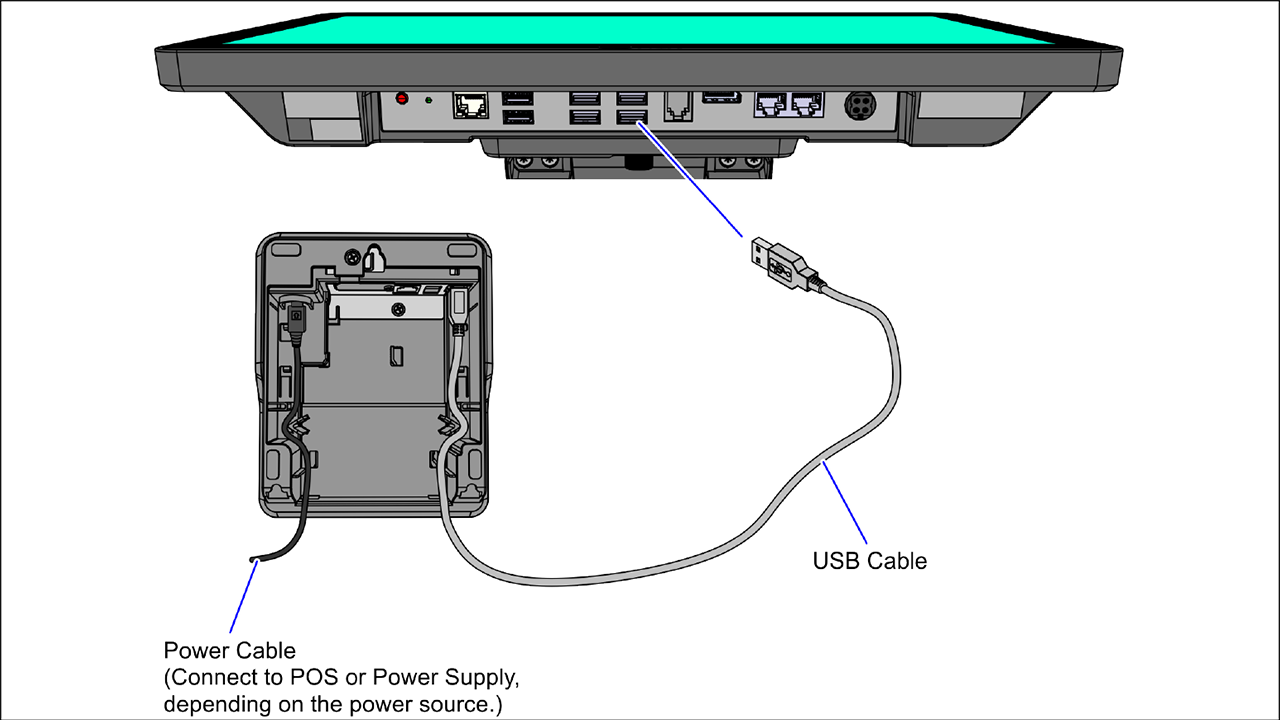 USB Cable
Power Cable
(Connect to POS or Power Supply,
depending on the power source.)